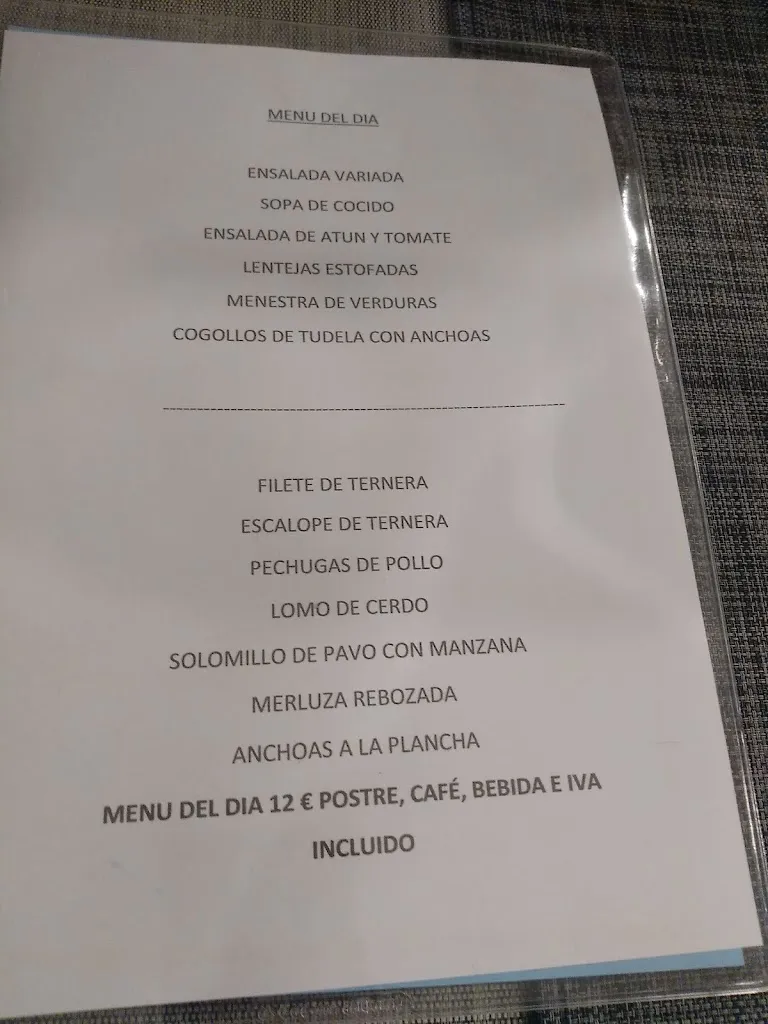 MENU DEL DIA
ENSALADA VARIADA
SOPA DE COCIDO
ENSALADA DE ATUN Y TOMATE
LENTEJAS ESTOFADAS
MENESTRA DE VERDURAS
COGOLLOS DE TUDELA CON ANCHOAS
------------------------------------------------------------
FILETE DE TERNERA
ESCALOPE DE TERNERA
PECHUGAS DE POLLO
LOMO DE CERDO
SOLOMILLO DE PAVO CON MANZANA
MERLUZA REBOZADA
ANCHOAS A LA PLANCHA
MENU DEL DIA 12 € POSTRE, CAFÉ, BEBIDA E IVA
INCLUIDO